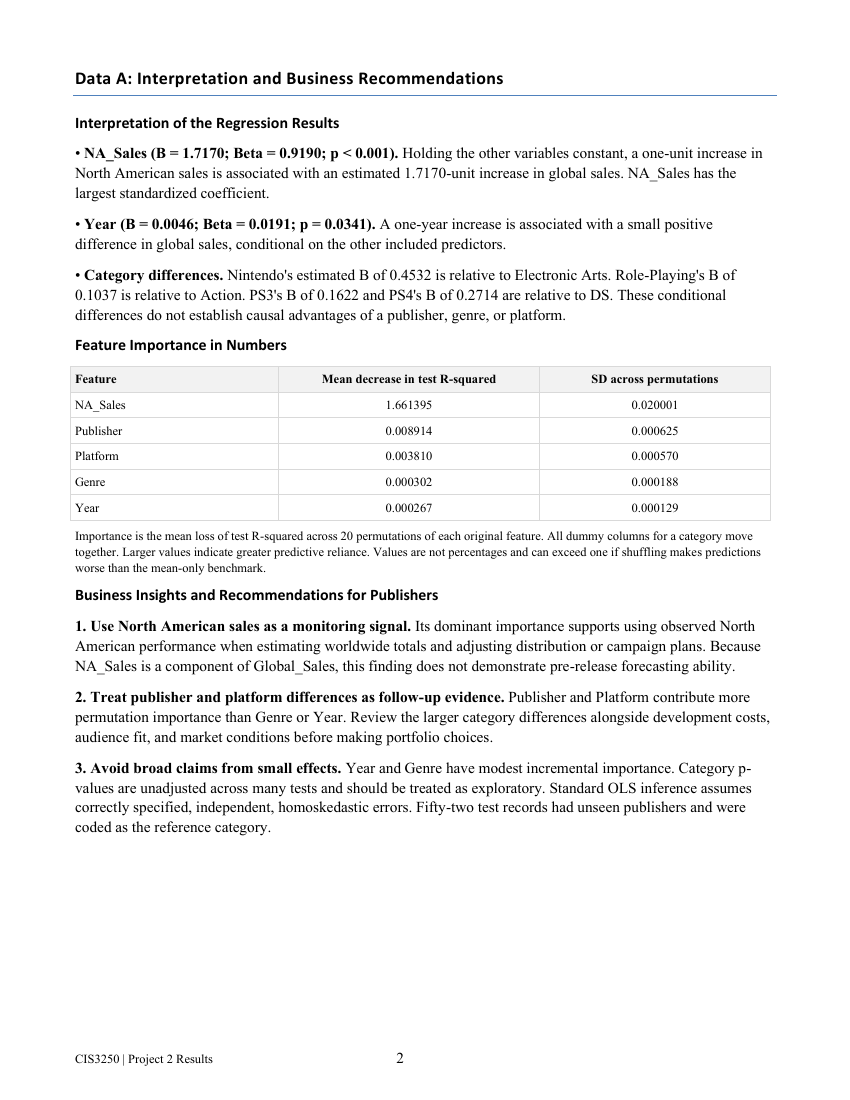 Data A: Interpretation and Business Recommendations
Interpretation of the Regression Results
• NA_Sales (B = 1.7170; Beta = 0.9190; p < 0.001). Holding the other variables constant, a one-unit increase in
North American sales is associated with an estimated 1.7170-unit increase in global sales. NA_Sales has the
largest standardized coefficient.
• Year (B = 0.0046; Beta = 0.0191; p = 0.0341). A one-year increase is associated with a small positive
difference in global sales, conditional on the other included predictors.
• Category differences. Nintendo's estimated B of 0.4532 is relative to Electronic Arts. Role-Playing's B of
0.1037 is relative to Action. PS3's B of 0.1622 and PS4's B of 0.2714 are relative to DS. These conditional
differences do not establish causal advantages of a publisher, genre, or platform.
Feature Importance in Numbers
Feature Mean decrease in test R-squared SD across permutations
NA_Sales 1.661395 0.020001
Publisher 0.008914 0.000625
Platform 0.003810 0.000570
Genre 0.000302 0.000188
Year 0.000267 0.000129
Importance is the mean loss of test R-squared across 20 permutations of each original feature. All dummy columns for a category move
together. Larger values indicate greater predictive reliance. Values are not percentages and can exceed one if shuffling makes predictions
worse than the mean-only benchmark.
Business Insights and Recommendations for Publishers
1. Use North American sales as a monitoring signal. Its dominant importance supports using observed North
American performance when estimating worldwide totals and adjusting distribution or campaign plans. Because
NA_Sales is a component of Global_Sales, this finding does not demonstrate pre-release forecasting ability.
2. Treat publisher and platform differences as follow-up evidence. Publisher and Platform contribute more
permutation importance than Genre or Year. Review the larger category differences alongside development costs,
audience fit, and market conditions before making portfolio choices.
3. Avoid broad claims from small effects. Year and Genre have modest incremental importance. Category p-
values are unadjusted across many tests and should be treated as exploratory. Standard OLS inference assumes
correctly specified, independent, homoskedastic errors. Fifty-two test records had unseen publishers and were
coded as the reference category.
CIS3250 | Project 2 Results 2